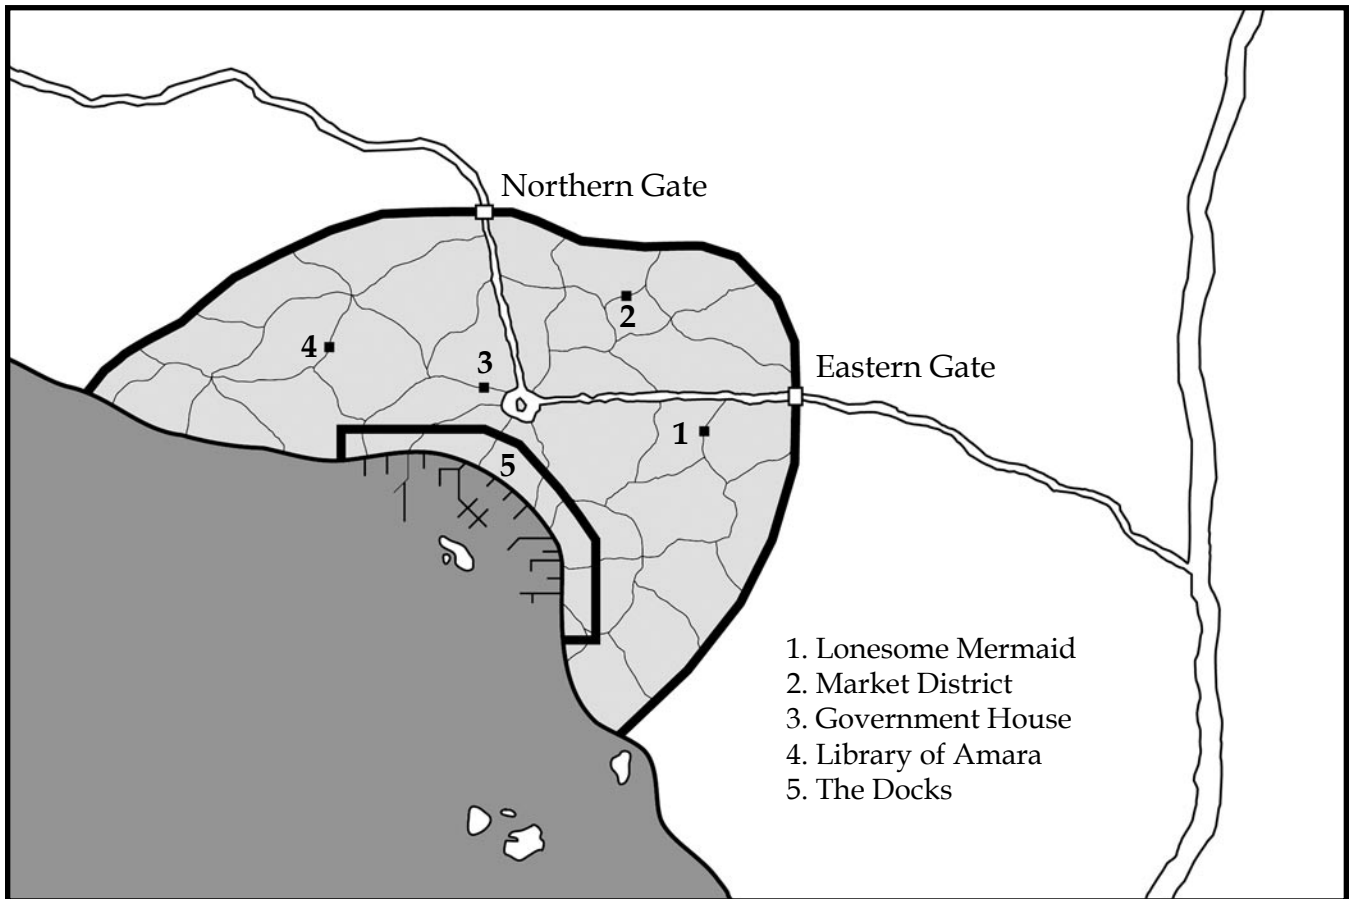 Northern Gate
2
4
3
Eastern Gate
1
5
1. Lonesome Mermaid
2. Market District
3. Government House
4. Library of Amara
5. The Docks